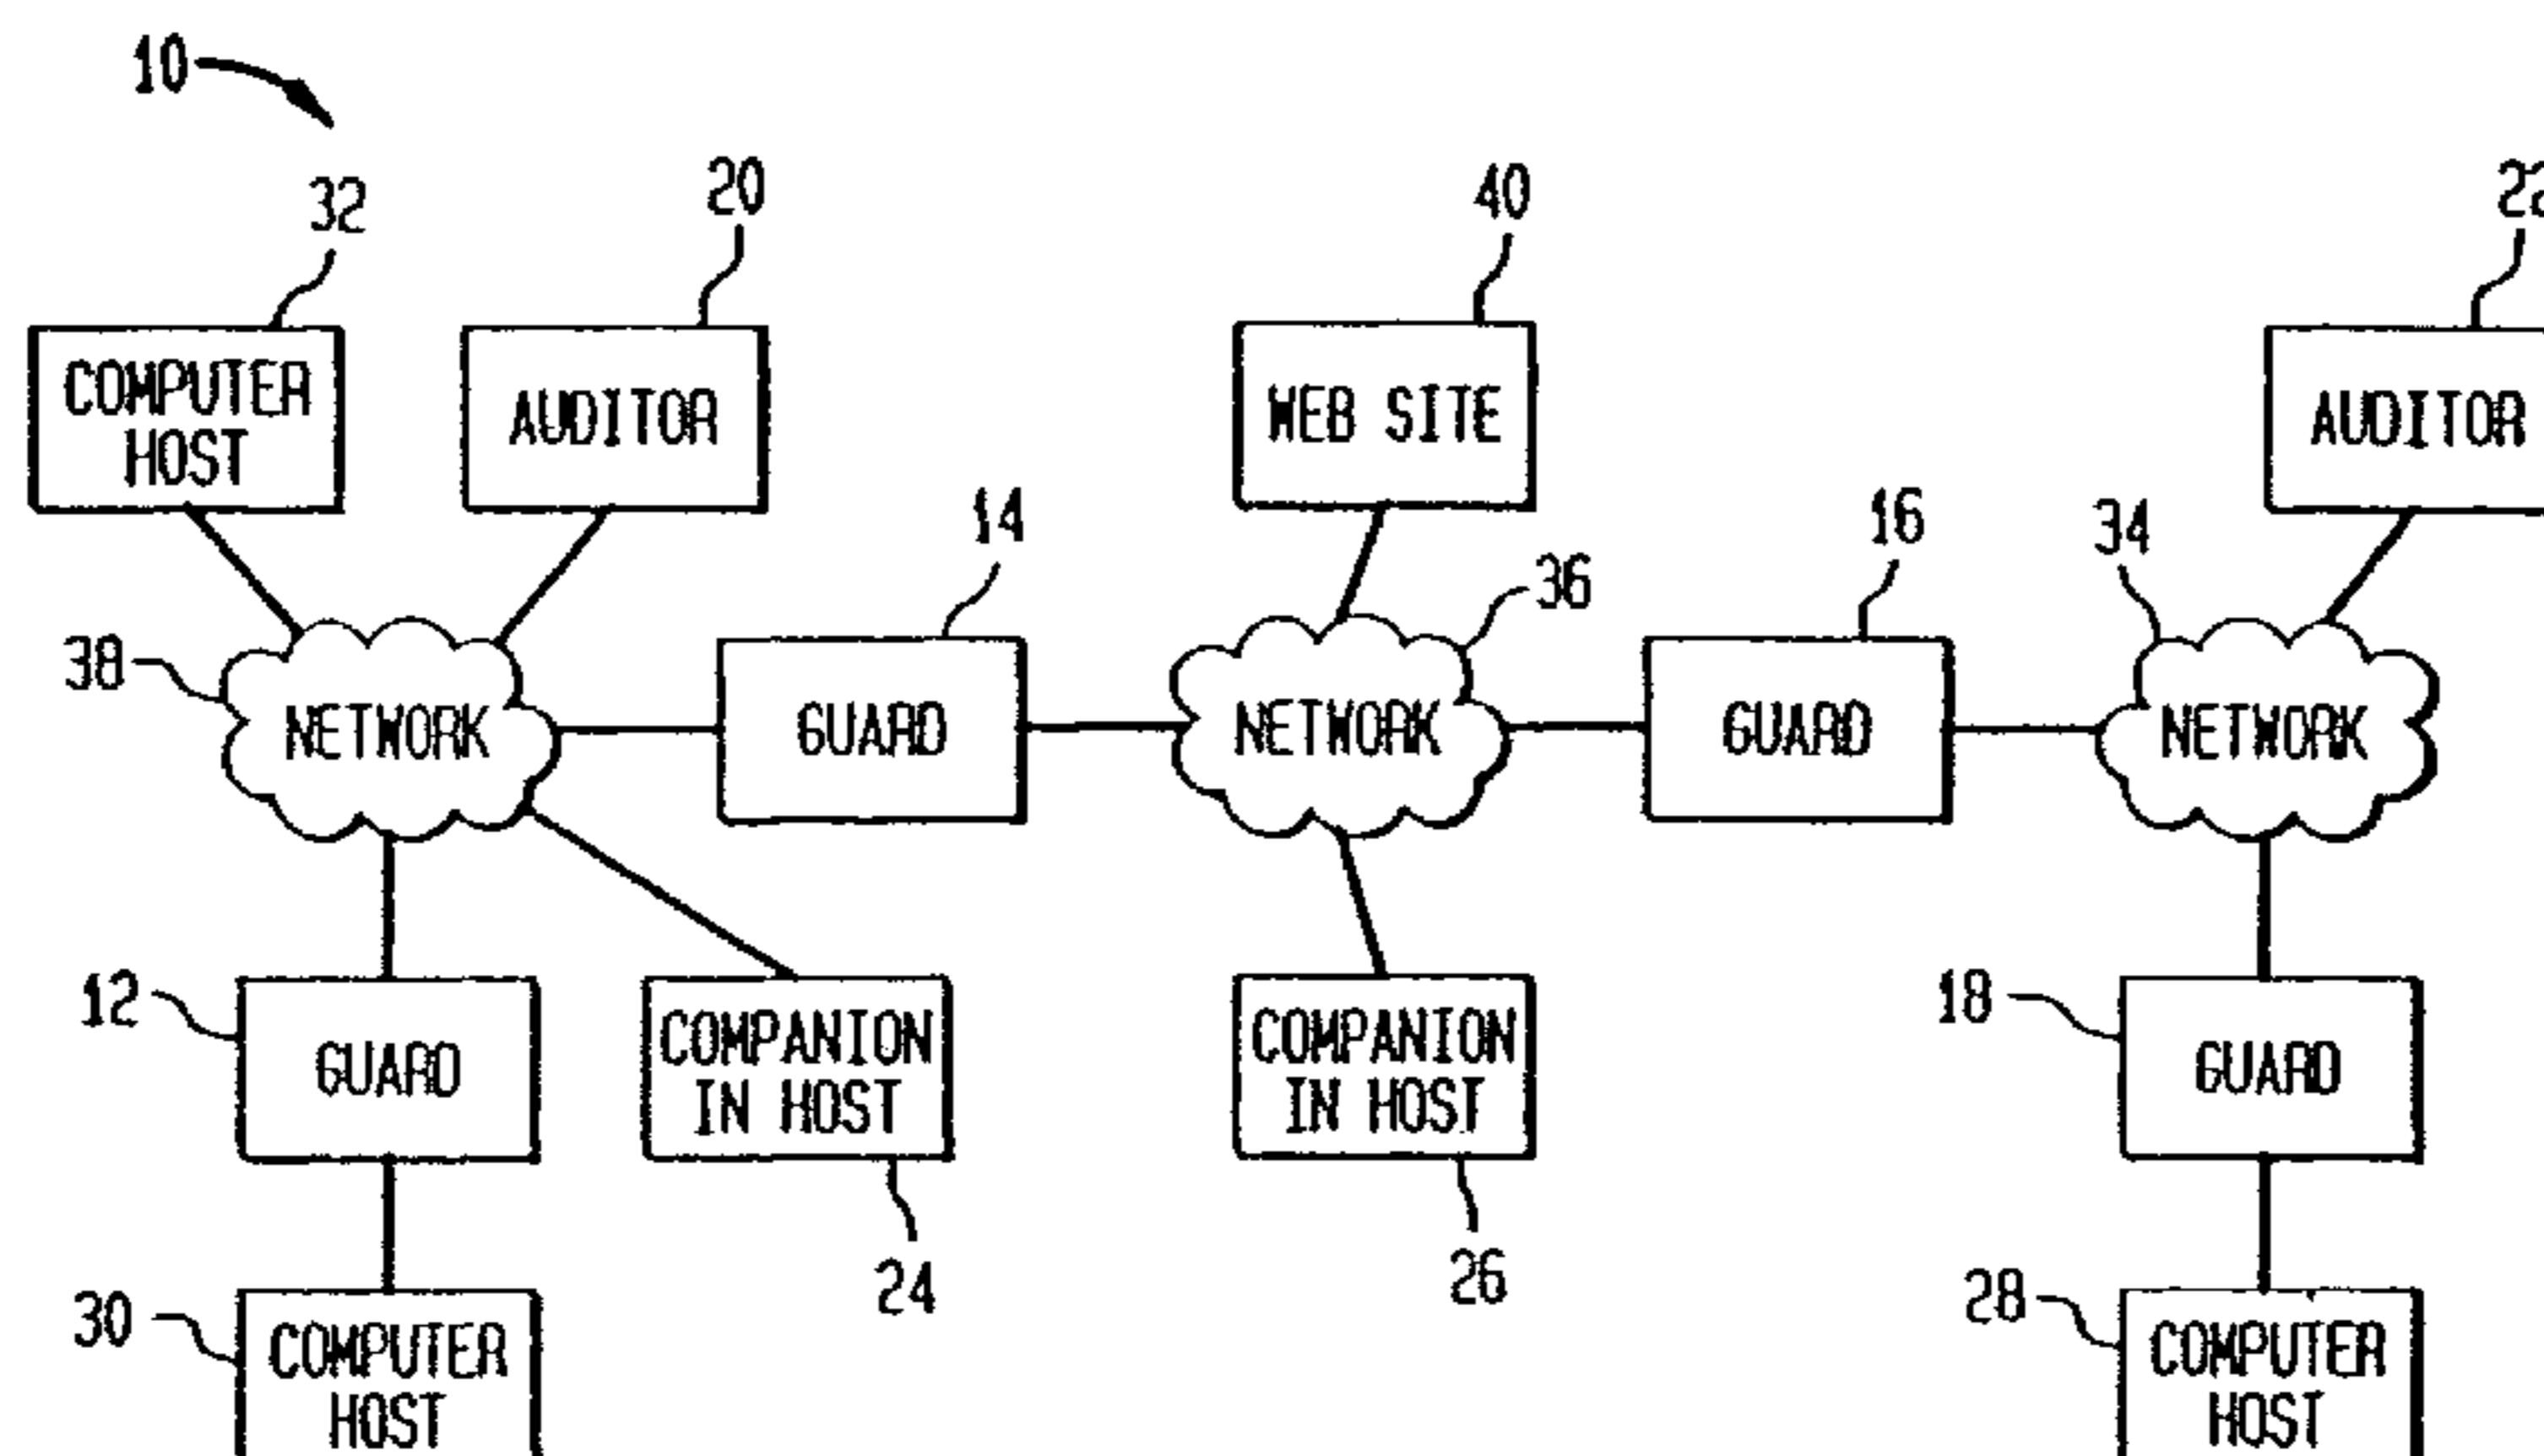 10
32
20
40
22
COMPUTER
HOST
AUDITOR
WEB SITE
AUDITOR
14
16
34
36
38
NETWORK
GUARD
NETWORK
GUARD
NETWORK
12
GUARD
COMPANION
IN HOST
COMPANION
IN HOST
18
GUARD
24
26
30
COMPUTER
HOST
28
COMPUTER
HOST